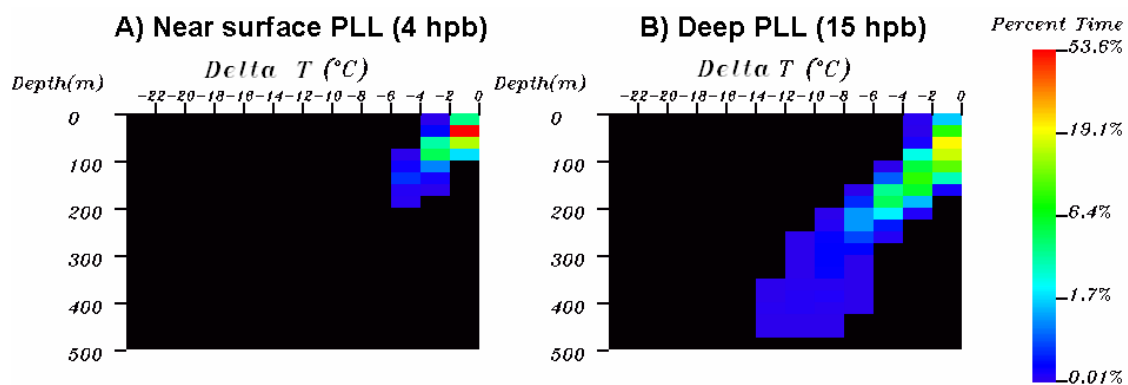 A) Near surface PLL (4 hpb)
B) Deep PLL (15 hpb)
Percent Time
Depth(m)
Delta T (°C)
-22 -20 -18 -16 -14 -12 -10 -8 -6 -4 -2 0
0
100
200
300
400
500
Depth(m)
Delta T (°C)
-22 -20 -18 -16 -14 -12 -10 -8 -6 -4 -2 0
0
100
200
300
400
500
53.6%
19.1%
6.4%
1.7%
0.01%